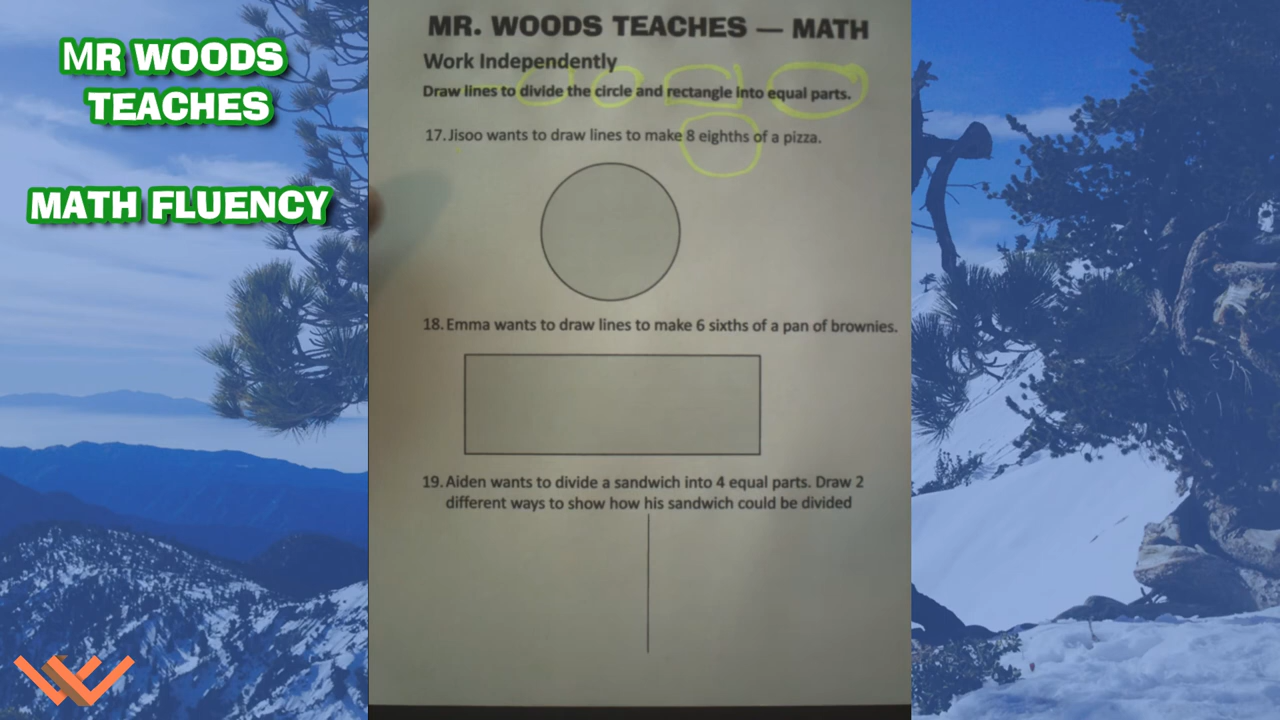 MR WOODS
TEACHES
MATH FLUENCY
MR. WOODS TEACHES — MATH
Work Independently
Draw lines to divide the circle and rectangle into equal parts.
17. Jisoo wants to draw lines to make 8 eighths of a pizza.
18. Emma wants to draw lines to make 6 sixths of a pan of brownies.
19. Aiden wants to divide a sandwich into 4 equal parts. Draw 2
different ways to show how his sandwich could be divided